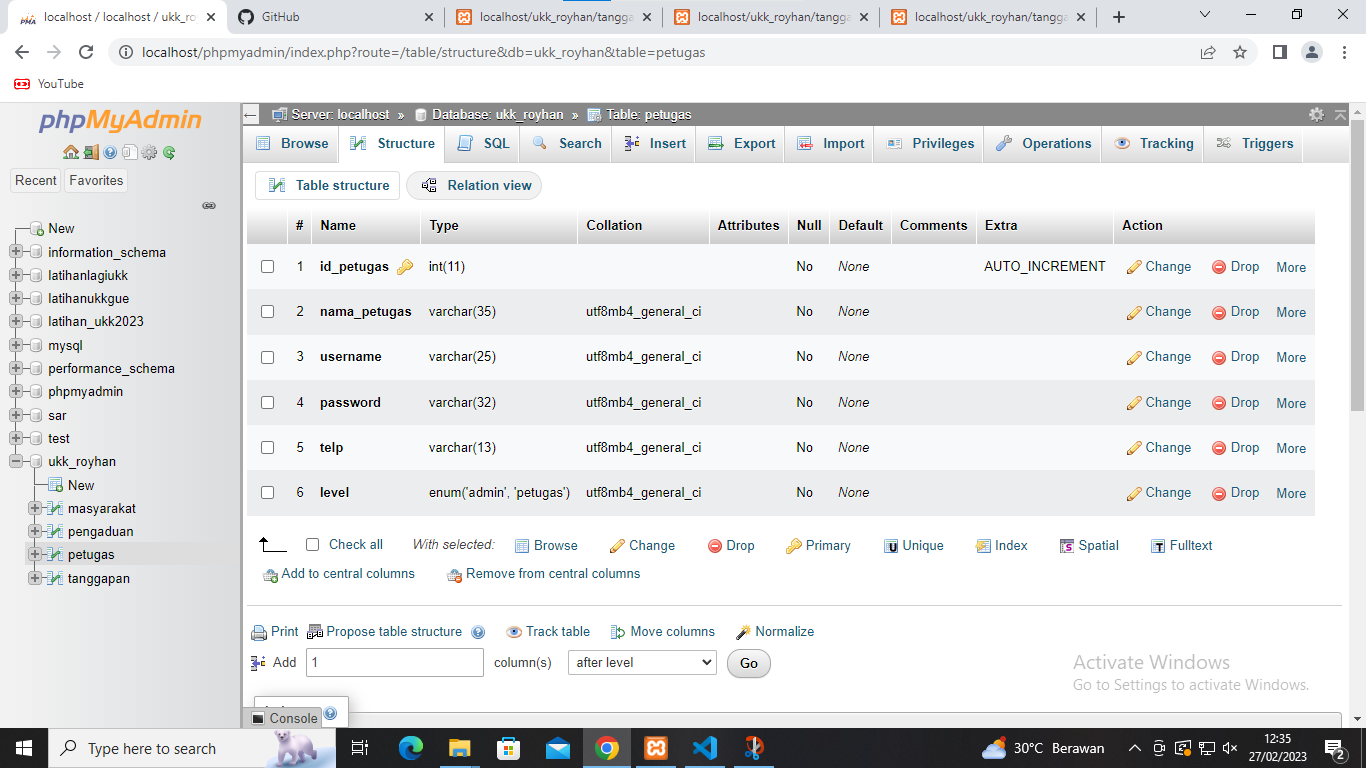 localhost / localhost / ukk_ro
GitHub
localhost/ukk_royhan/tangga
localhost/ukk_royhan/tangga
localhost/ukk_royhan/tangga
localhost/phpmyadmin/index.php?route=/table/structure&db=ukk_royhan&table=petugas
YouTube
phpMyAdmin
Recent Favorites
New
information_schema
latihanlagiukk
latihanukkgue
latihan_ukk2023
mysql
performance_schema
phpmyadmin
sar
test
ukk_royhan
New
masyarakat
pengaduan
petugas
tanggapan
Server: localhost » Database: ukk_royhan » Table: petugas
Browse Structure SQL Search Insert Export Import Privileges Operations Tracking Triggers
Table structure Relation view
# Name Type Collation Attributes Null Default Comments Extra Action
1 id_petugas int(11) No None AUTO_INCREMENT Change Drop More
2 nama_petugas varchar(35) utf8mb4_general_ci No None Change Drop More
3 username varchar(25) utf8mb4_general_ci No None Change Drop More
4 password varchar(32) utf8mb4_general_ci No None Change Drop More
5 telp varchar(13) utf8mb4_general_ci No None Change Drop More
6 level enum('admin', 'petugas') utf8mb4_general_ci No None Change Drop More
Check all With selected: Browse Change Drop Primary Unique Index Spatial Fulltext
Add to central columns Remove from central columns
Print Propose table structure Track table Move columns Normalize
Add 1 column(s) after level Go
Console
Activate Windows
Go to Settings to activate Windows.
Type here to search
30°C Berawan
12:35
27/02/2023
2